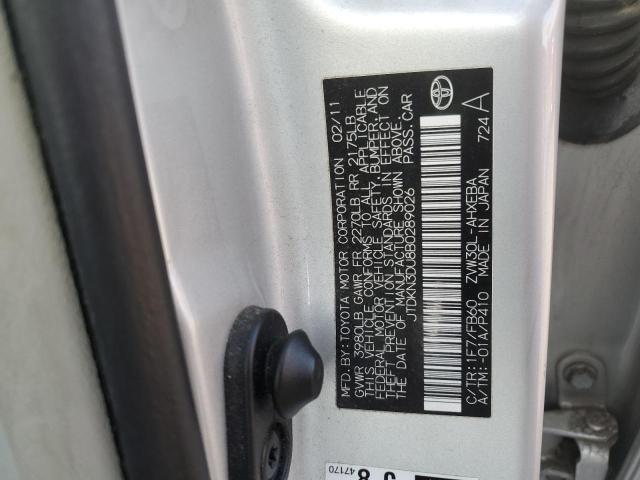 MFD. BY: TOYOTA MOTOR CORPORATION 02/11
GVWR 3980LB GAWR FR 2270LB RR 2175LB
THIS VEHICLE CONFORMS TO ALL APPLICABLE
FEDERAL MOTOR VEHICLE SAFETY, BUMPER, AND
THEFT PREVENTION STANDARDS IN EFFECT ON
THE DATE OF MANUFACTURE SHOWN ABOVE.
JTDKN3DU8B0289026 PASS. CAR
C/TR: 1F7/FB60 ZVW30L -AHXEBA
A/TM: -01A/P410 MADE IN JAPAN 724 A
47170